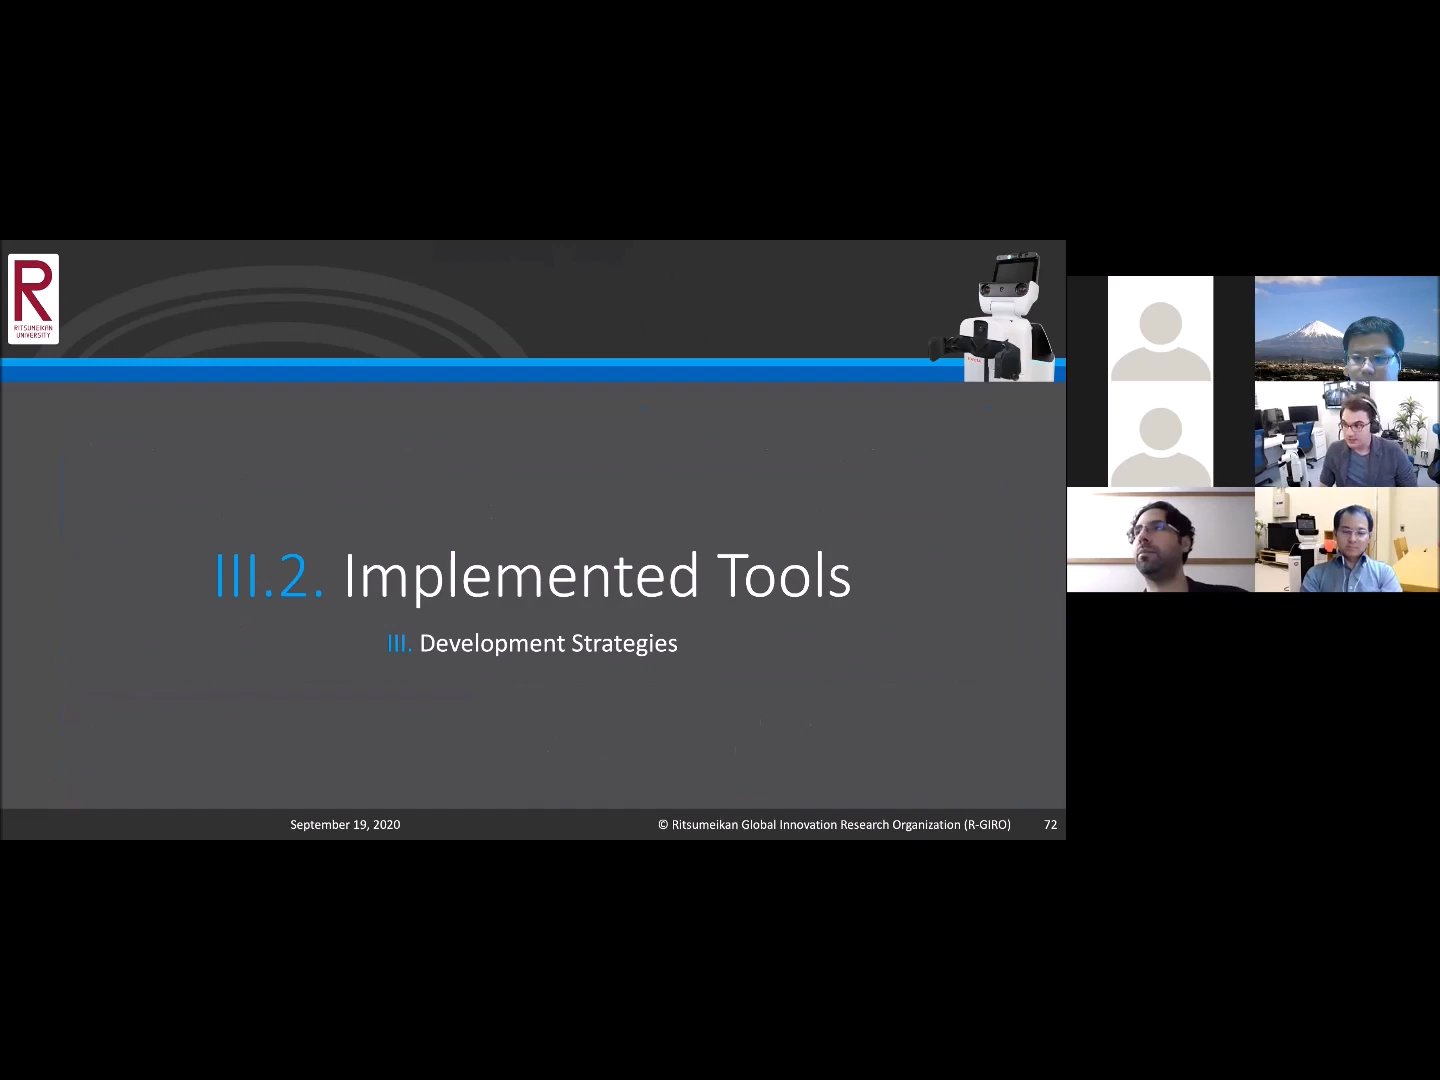 R
RITSUMEIKAN
UNIVERSITY
III.2. Implemented Tools
III. Development Strategies
September 19, 2020
© Ritsumeikan Global Innovation Research Organization (R-GIRO)
72